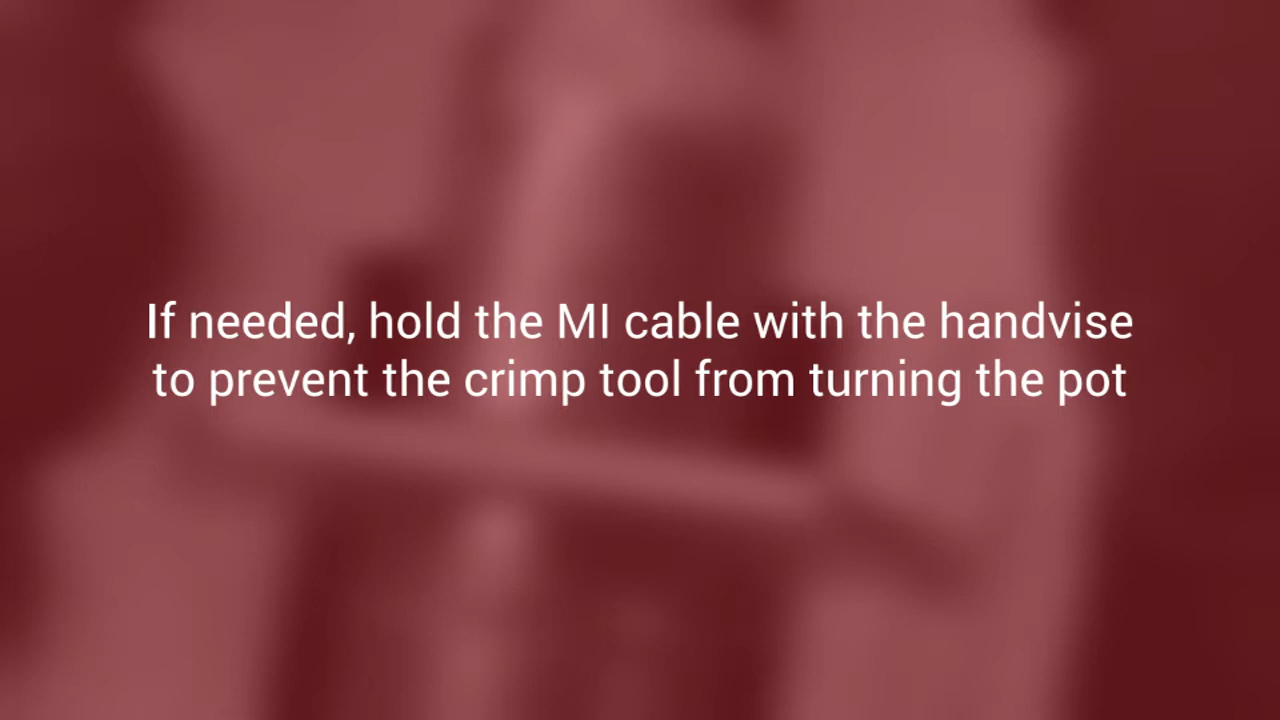 If needed, hold the MI cable with the handvise
to prevent the crimp tool from turning the pot